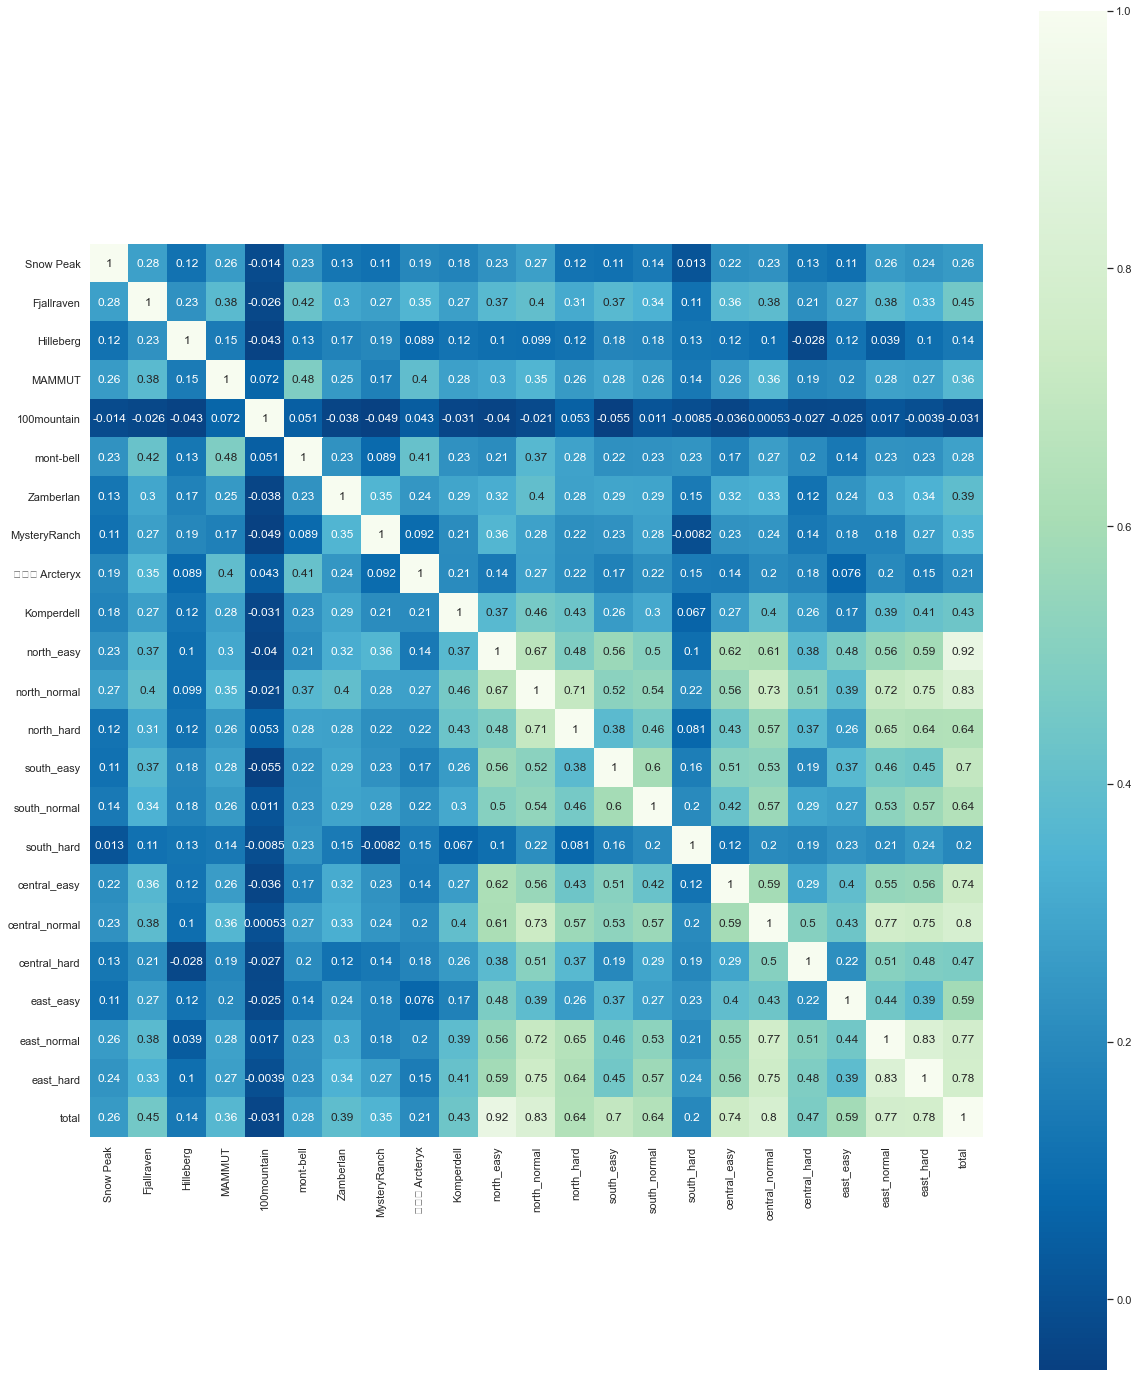 1.0
0.8
0.6
0.4
0.2
0.0
Snow Peak 1 0.28 0.12 0.26 -0.014 0.23 0.13 0.11 0.19 0.18 0.23 0.27 0.12 0.11 0.14 0.013 0.22 0.23 0.13 0.11 0.26 0.24 0.26
Fjallraven 0.28 1 0.23 0.38 -0.026 0.42 0.3 0.27 0.35 0.27 0.37 0.4 0.31 0.37 0.34 0.11 0.36 0.38 0.21 0.27 0.38 0.33 0.45
Hilleberg 0.12 0.23 1 0.15 -0.043 0.13 0.17 0.19 0.089 0.12 0.1 0.099 0.12 0.18 0.18 0.13 0.12 0.1 -0.028 0.12 0.039 0.1 0.14
MAMMUT 0.26 0.38 0.15 1 0.072 0.48 0.25 0.17 0.4 0.28 0.3 0.35 0.26 0.28 0.26 0.14 0.26 0.36 0.19 0.2 0.28 0.27 0.36
100mountain -0.014 -0.026 -0.043 0.072 1 0.051 -0.038 -0.049 0.043 -0.031 -0.04 -0.021 0.053 -0.055 0.011 -0.0085 -0.036 0.00053 -0.027 -0.025 0.017 -0.0039 -0.031
mont-bell 0.23 0.42 0.13 0.48 0.051 1 0.23 0.089 0.41 0.23 0.21 0.37 0.28 0.22 0.23 0.23 0.17 0.27 0.2 0.14 0.23 0.23 0.28
Zamberlan 0.13 0.3 0.17 0.25 -0.038 0.23 1 0.35 0.24 0.29 0.32 0.4 0.28 0.29 0.29 0.15 0.32 0.33 0.12 0.24 0.3 0.34 0.39
MysteryRanch 0.11 0.27 0.19 0.17 -0.049 0.089 0.35 1 0.092 0.21 0.36 0.28 0.22 0.23 0.28 -0.0082 0.23 0.24 0.14 0.18 0.18 0.27 0.35
□□□ Arcteryx 0.19 0.35 0.089 0.4 0.043 0.41 0.24 0.092 1 0.21 0.14 0.27 0.22 0.17 0.22 0.15 0.14 0.2 0.18 0.076 0.2 0.15 0.21
Komperdell 0.18 0.27 0.12 0.28 -0.031 0.23 0.29 0.21 0.21 1 0.37 0.46 0.43 0.26 0.3 0.067 0.27 0.4 0.26 0.17 0.39 0.41 0.43
north_easy 0.23 0.37 0.1 0.3 -0.04 0.21 0.32 0.36 0.14 0.37 1 0.67 0.48 0.56 0.5 0.1 0.62 0.61 0.38 0.48 0.56 0.59 0.92
north_normal 0.27 0.4 0.099 0.35 -0.021 0.37 0.4 0.28 0.27 0.46 0.67 1 0.71 0.52 0.54 0.22 0.56 0.73 0.51 0.39 0.72 0.75 0.83
north_hard 0.12 0.31 0.12 0.26 0.053 0.28 0.28 0.22 0.22 0.43 0.48 0.71 1 0.38 0.46 0.081 0.43 0.57 0.37 0.26 0.65 0.64 0.64
south_easy 0.11 0.37 0.18 0.28 -0.055 0.22 0.29 0.23 0.17 0.26 0.56 0.52 0.38 1 0.6 0.16 0.51 0.53 0.19 0.37 0.46 0.45 0.7
south_normal 0.14 0.34 0.18 0.26 0.011 0.23 0.29 0.28 0.22 0.3 0.5 0.54 0.46 0.6 1 0.2 0.42 0.57 0.29 0.27 0.53 0.57 0.64
south_hard 0.013 0.11 0.13 0.14 -0.0085 0.23 0.15 -0.0082 0.15 0.067 0.1 0.22 0.081 0.16 0.2 1 0.12 0.2 0.19 0.23 0.21 0.24 0.2
central_easy 0.22 0.36 0.12 0.26 -0.036 0.17 0.32 0.23 0.14 0.27 0.62 0.56 0.43 0.51 0.42 0.12 1 0.59 0.29 0.4 0.55 0.56 0.74
central_normal 0.23 0.38 0.1 0.36 0.00053 0.27 0.33 0.24 0.2 0.4 0.61 0.73 0.57 0.53 0.57 0.2 0.59 1 0.5 0.43 0.77 0.75 0.8
central_hard 0.13 0.21 -0.028 0.19 -0.027 0.2 0.12 0.14 0.18 0.26 0.38 0.51 0.37 0.19 0.29 0.19 0.29 0.5 1 0.22 0.51 0.48 0.47
east_easy 0.11 0.27 0.12 0.2 -0.025 0.14 0.24 0.18 0.076 0.17 0.48 0.39 0.26 0.37 0.27 0.23 0.4 0.43 0.22 1 0.44 0.39 0.59
east_normal 0.26 0.38 0.039 0.28 0.017 0.23 0.3 0.18 0.2 0.39 0.56 0.72 0.65 0.46 0.53 0.21 0.55 0.77 0.51 0.44 1 0.83 0.77
east_hard 0.24 0.33 0.1 0.27 -0.0039 0.23 0.34 0.27 0.15 0.41 0.59 0.75 0.64 0.45 0.57 0.24 0.56 0.75 0.48 0.39 0.83 1 0.78
total 0.26 0.45 0.14 0.36 -0.031 0.28 0.39 0.35 0.21 0.43 0.92 0.83 0.64 0.7 0.64 0.2 0.74 0.8 0.47 0.59 0.77 0.78 1
Snow Peak
Fjallraven
Hilleberg
MAMMUT
100mountain
mont-bell
Zamberlan
MysteryRanch
□□□ Arcteryx
Komperdell
north_easy
north_normal
north_hard
south_easy
south_normal
south_hard
central_easy
central_normal
central_hard
east_easy
east_normal
east_hard
total